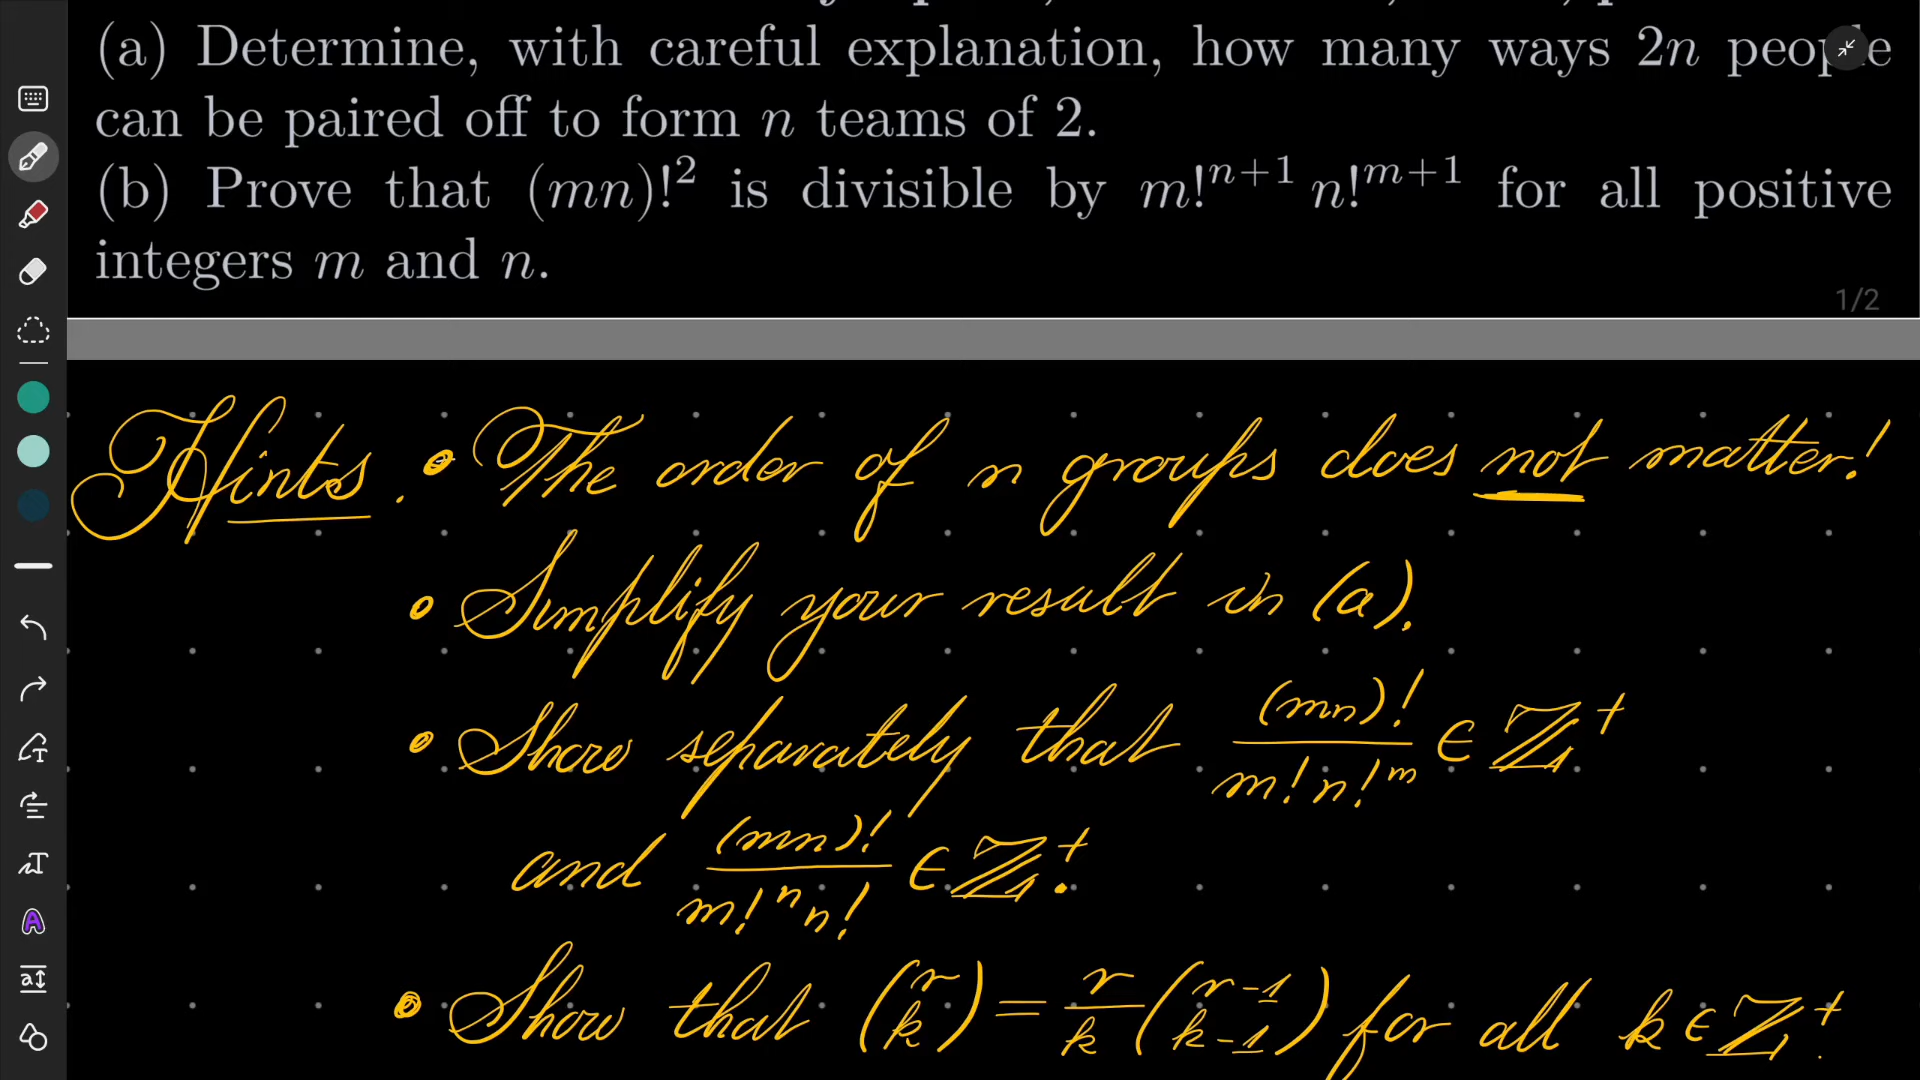 (a) Determine, with careful explanation, how many ways 2n people
can be paired off to form n teams of 2.
(b) Prove that (mn)!² is divisible by m!ⁿ⁺¹ n!ᵐ⁺¹ for all positive
integers m and n.
1/2
Hints. • The order of n groups does not matter!
• Simplify your result in (a).
• Show separately that (mn)!/(m! n!ᵐ) ∈ ℤ⁺
and (mn)!/(m!ⁿ n!) ∈ ℤ⁺.
• Show that (r k) = r/k (r-1 k-1) for all k ∈ ℤ⁺.